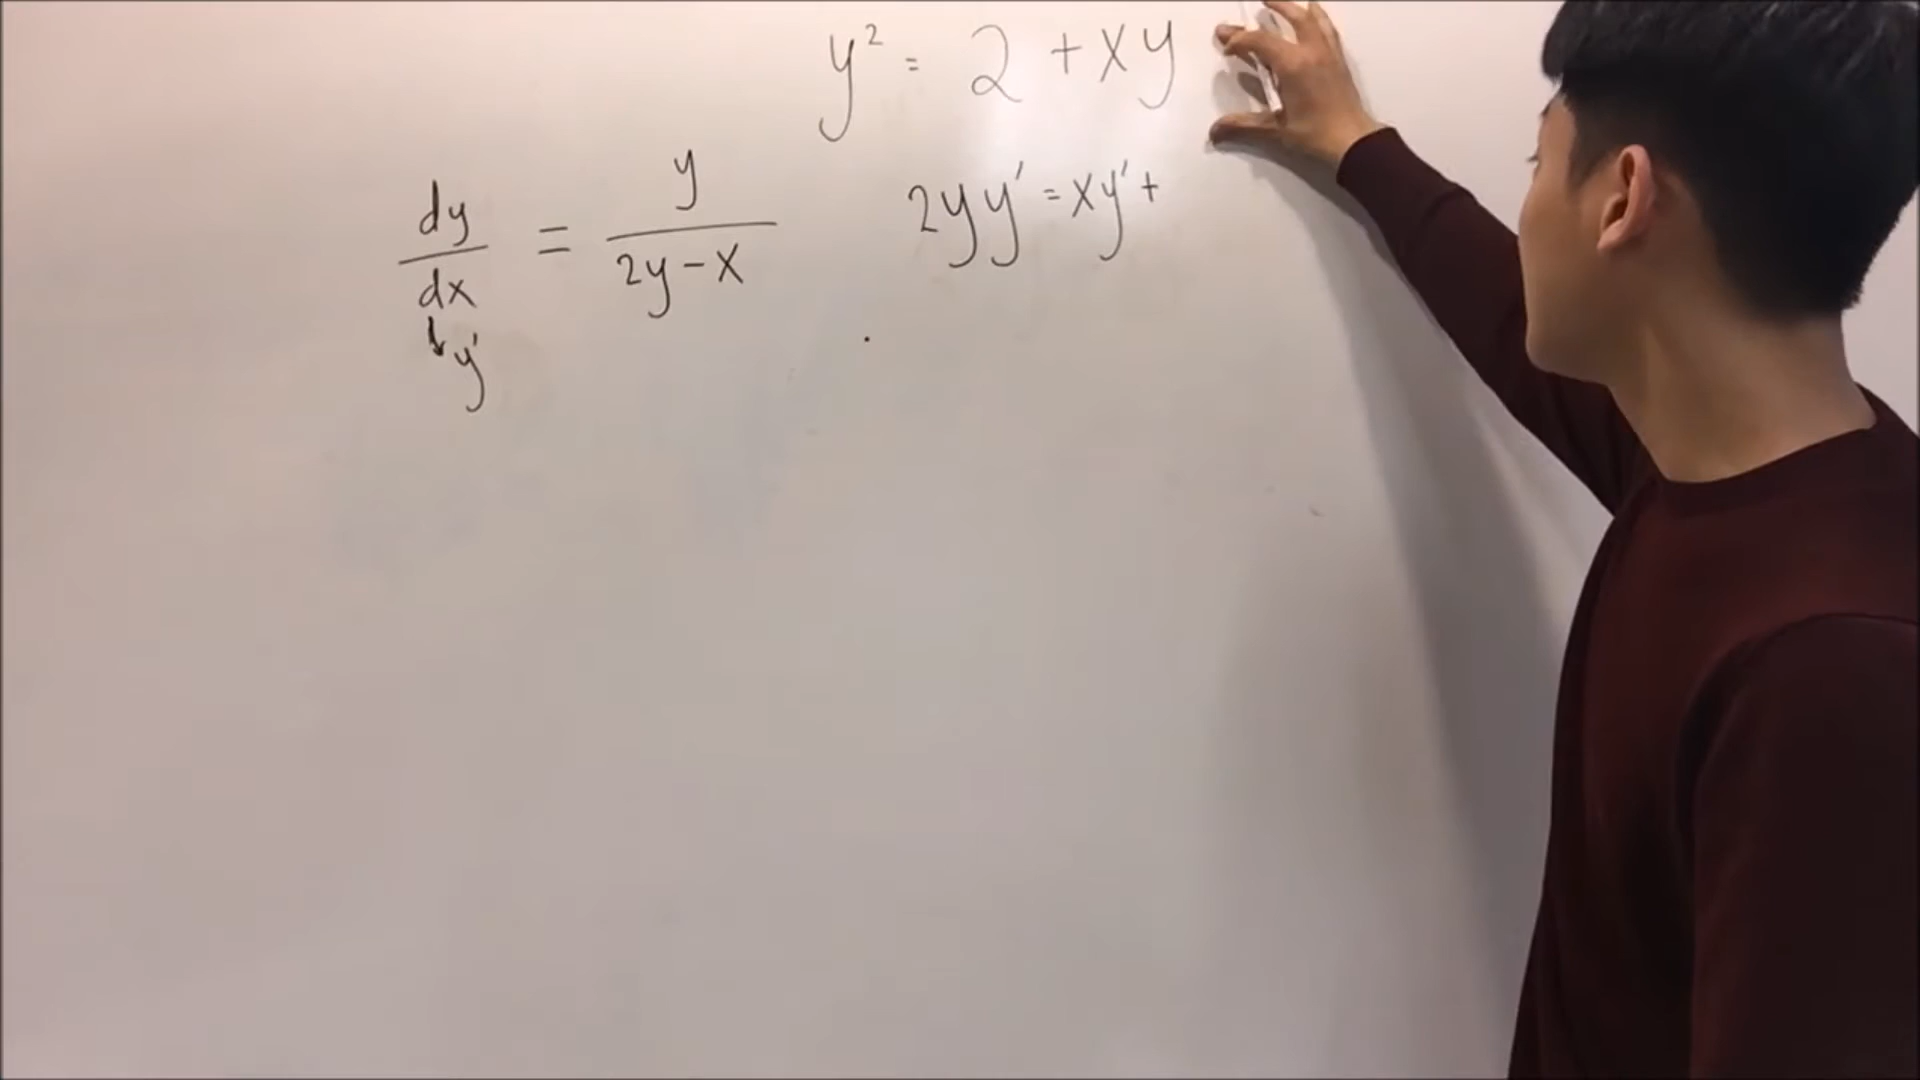 y² = 2 + xy
dy/dx = y/(2y - x)
2yy' = xy' +
y'